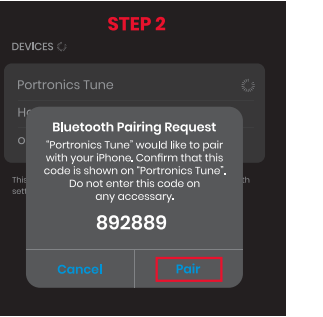 STEP 2
DEVICES
Portronics Tune
Bluetooth Pairing Request
"Portronics Tune" would like to pair
with your iPhone. Confirm that this
code is shown on "Portronics Tune".
Do not enter this code on
any accessary.
892889
Cancel
Pair